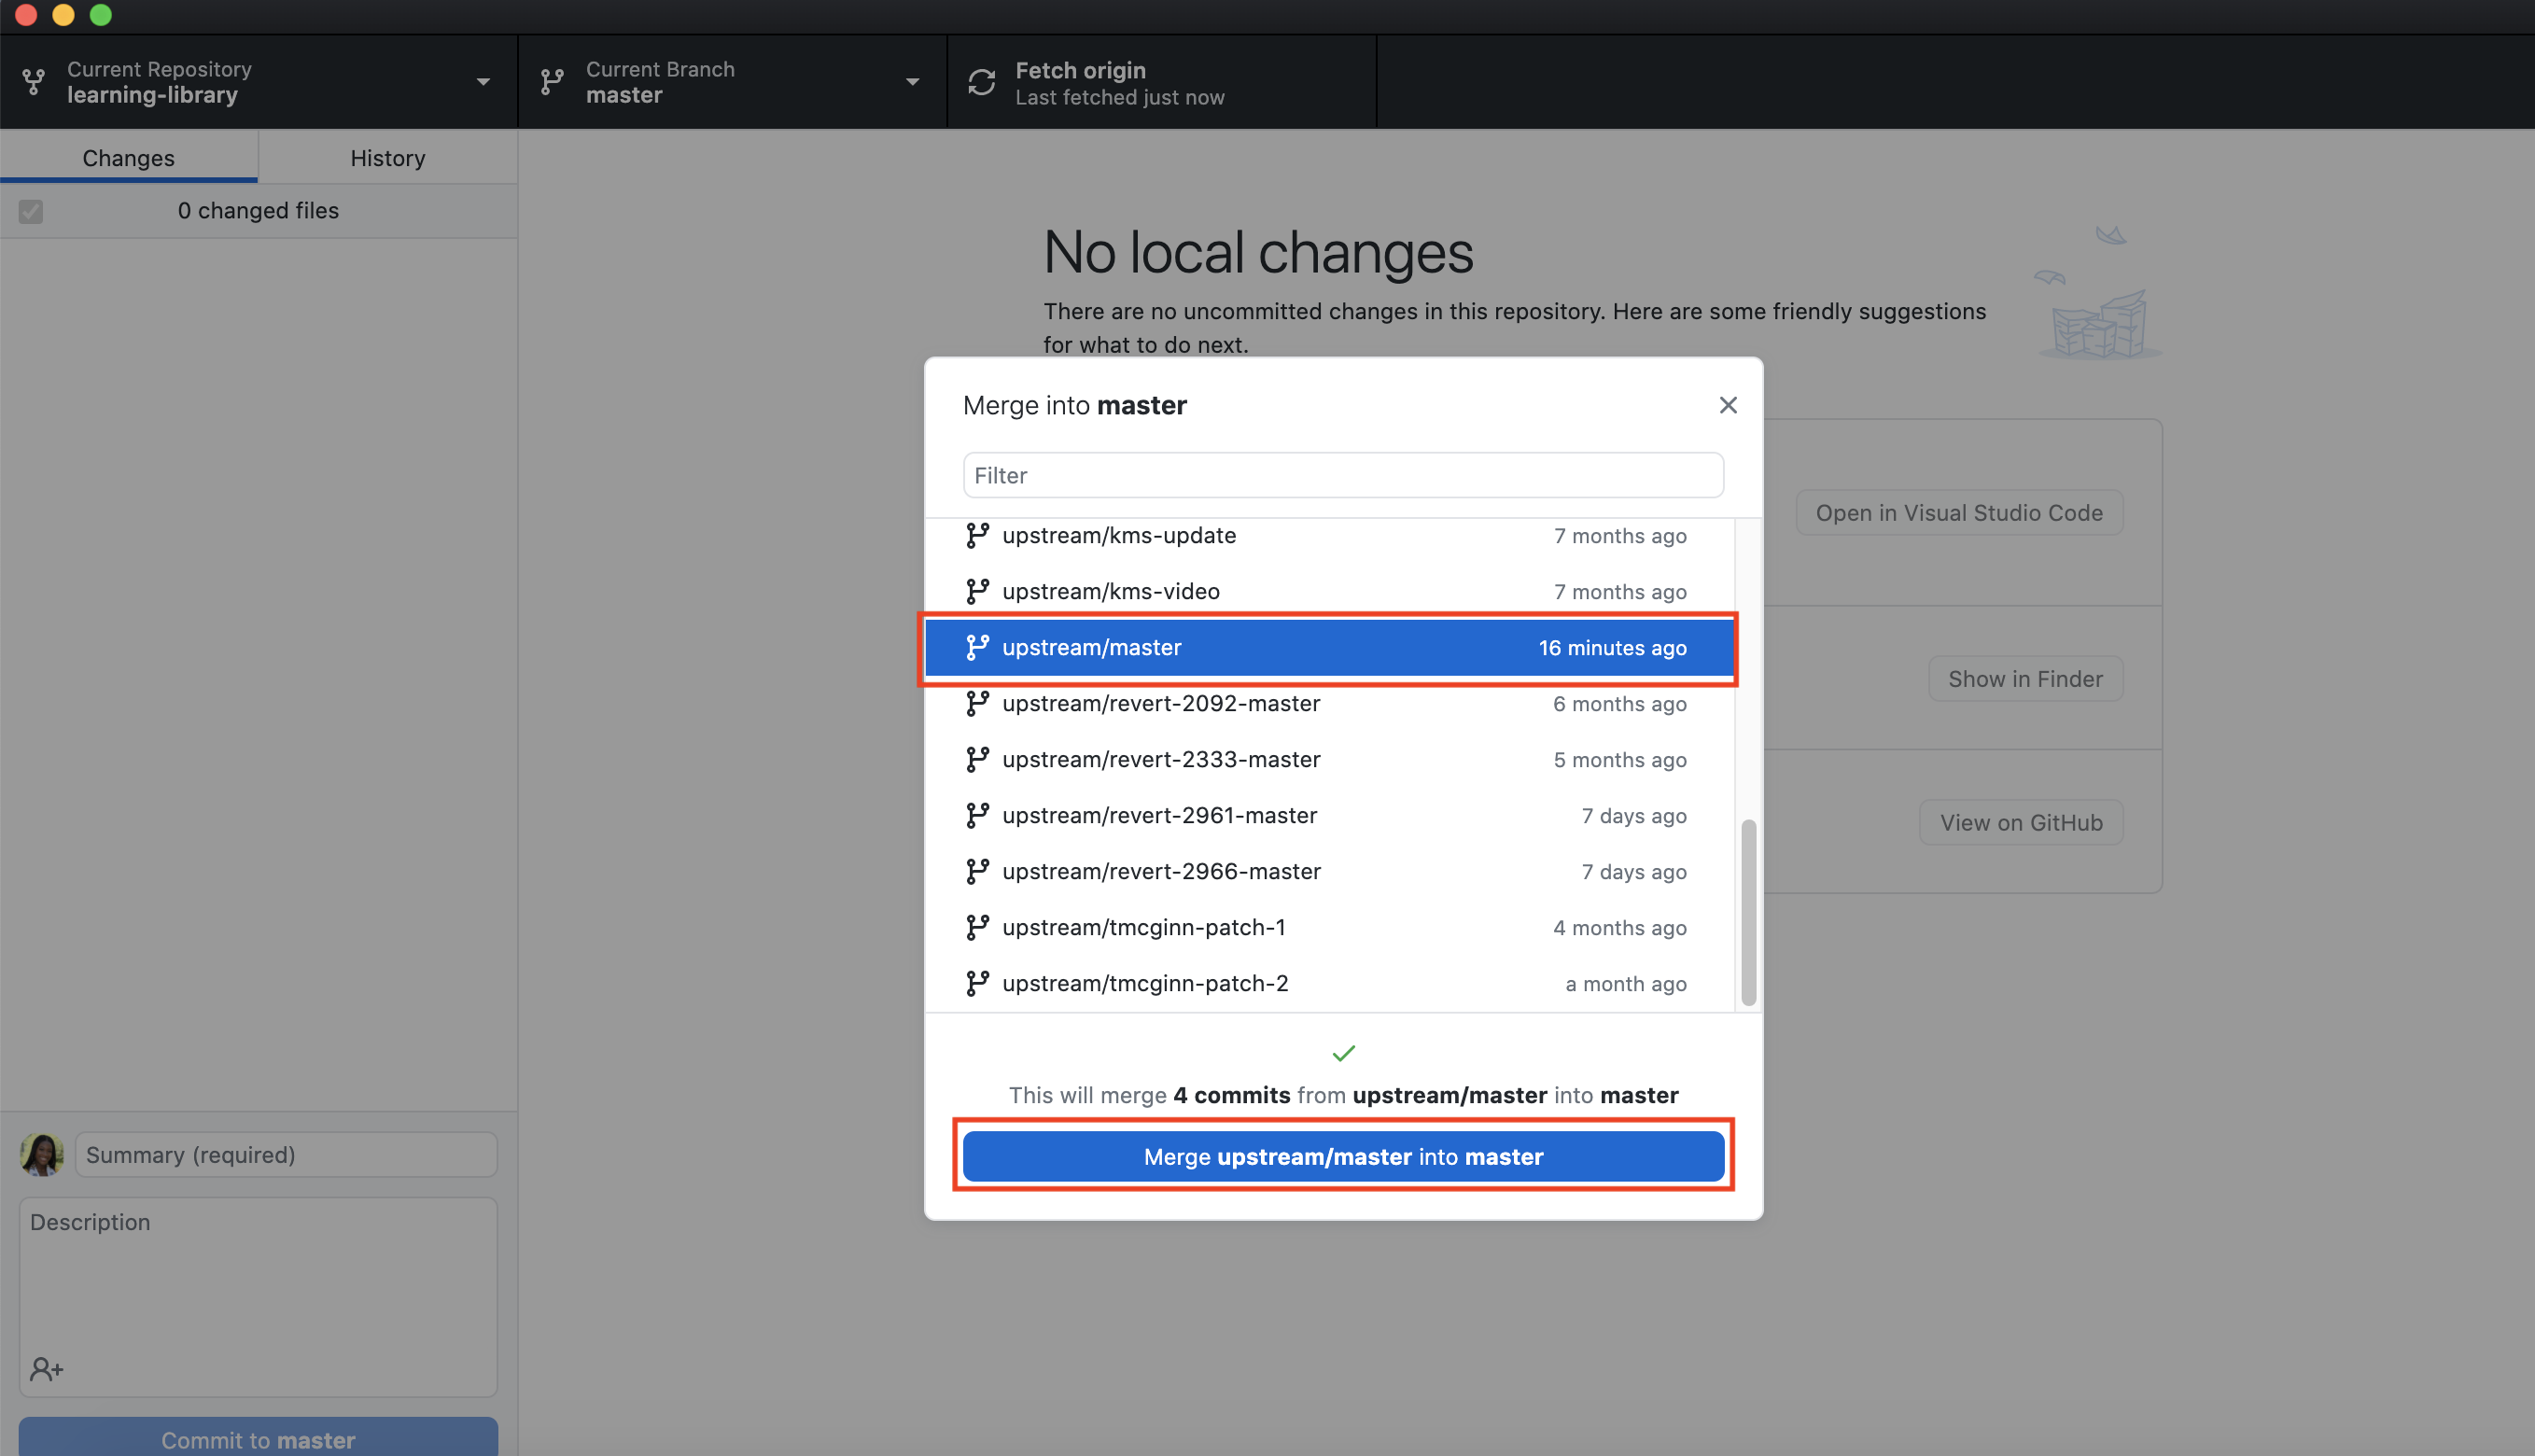 Current Repository
learning-library
Current Branch
master
Fetch origin
Last fetched just now
Changes
History
0 changed files
No local changes
There are no uncommitted changes in this repository. Here are some friendly suggestions
for what to do next.
Open in Visual Studio Code
Show in Finder
View on GitHub
Merge into master
Filter
upstream/kms-update 7 months ago
upstream/kms-video 7 months ago
upstream/master 16 minutes ago
upstream/revert-2092-master 6 months ago
upstream/revert-2333-master 5 months ago
upstream/revert-2961-master 7 days ago
upstream/revert-2966-master 7 days ago
upstream/tmcginn-patch-1 4 months ago
upstream/tmcginn-patch-2 a month ago
This will merge 4 commits from upstream/master into master
Merge upstream/master into master
Summary (required)
Description
Commit to master